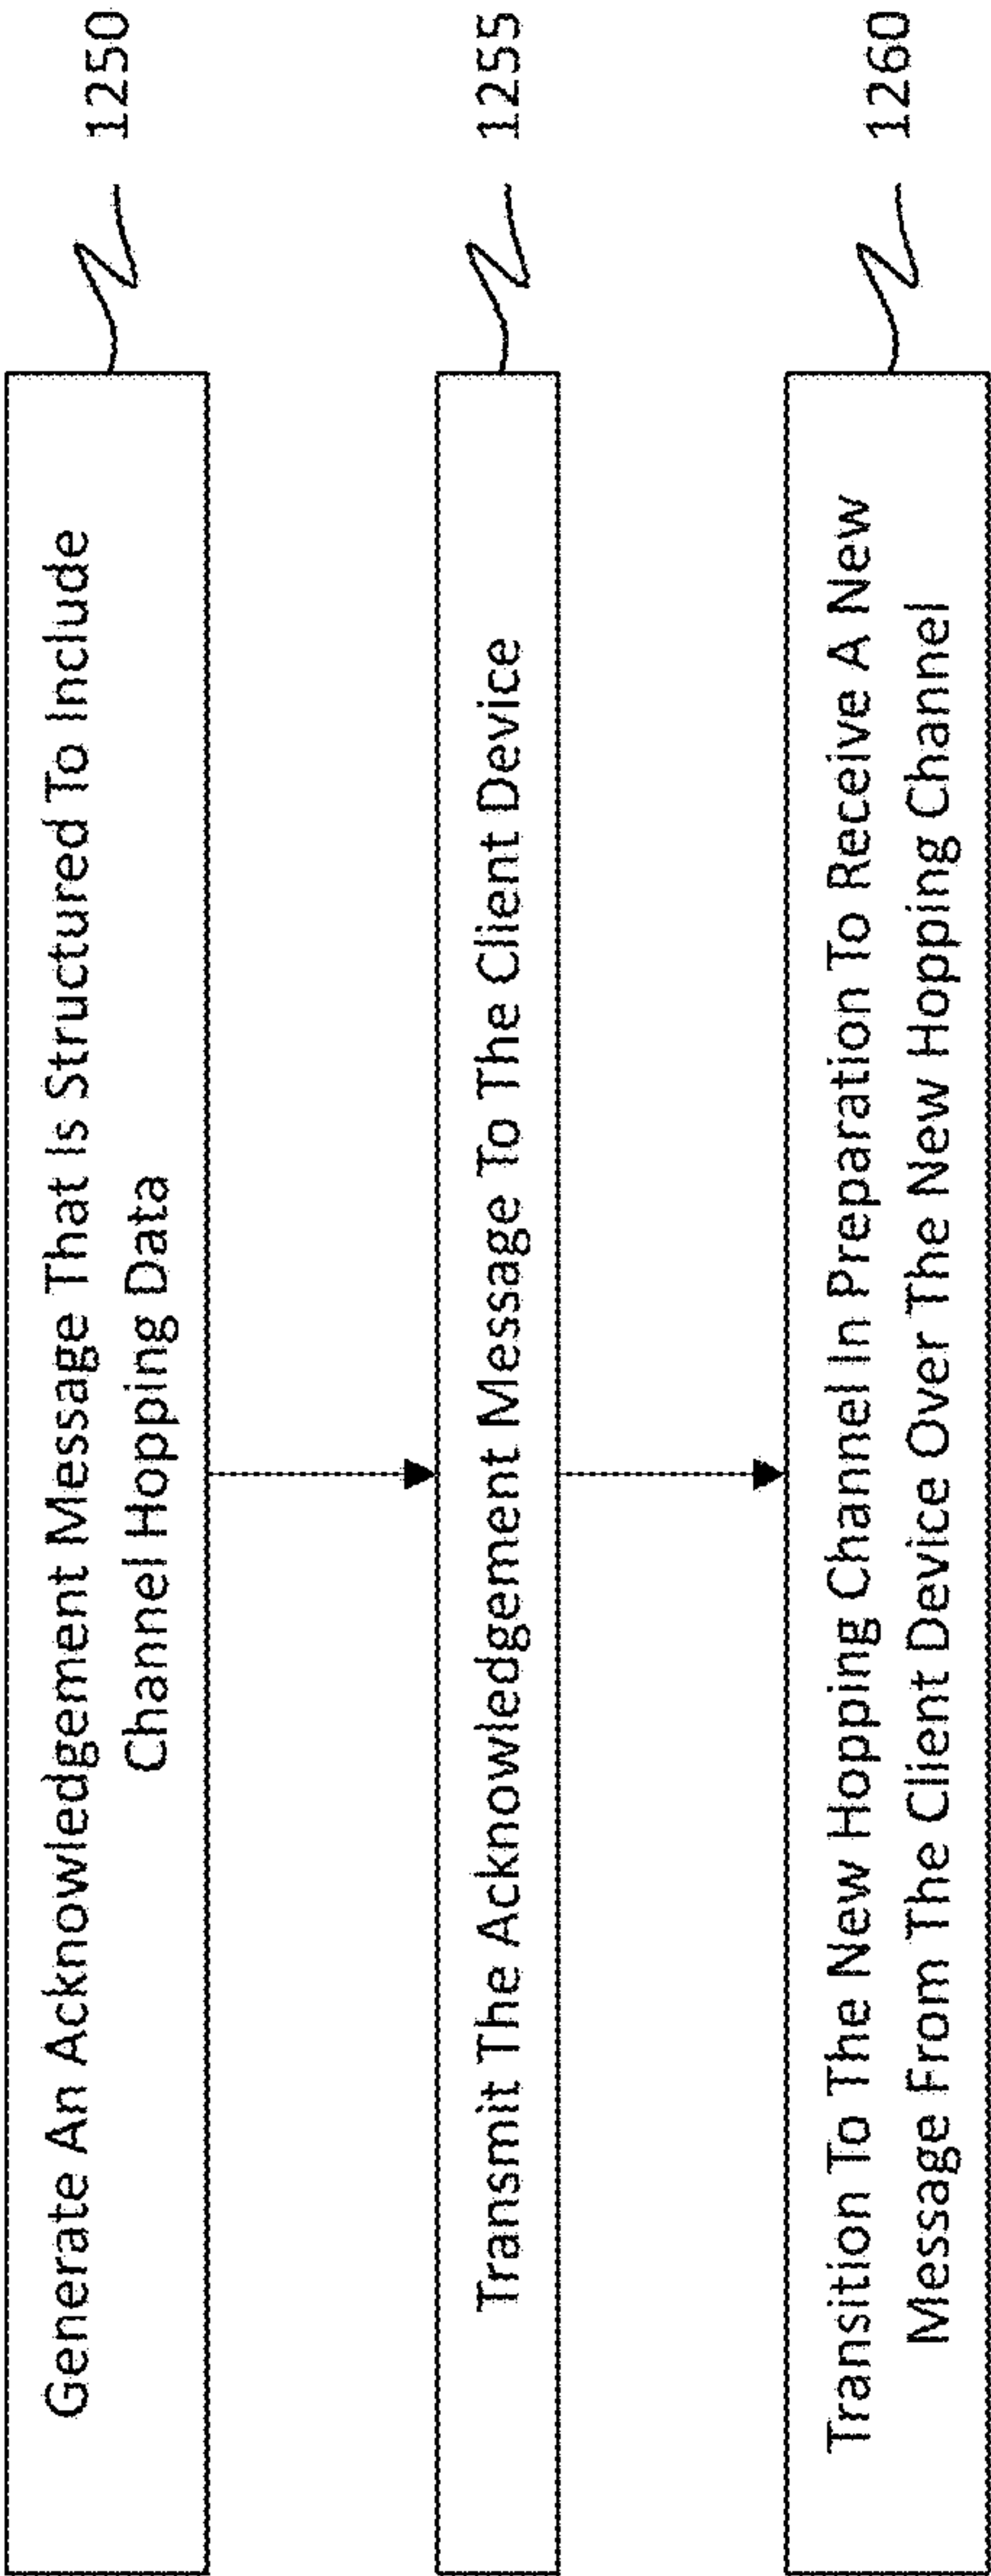 Generate An Acknowledgement Message That Is Structured To Include
Channel Hopping Data
1250
Transmit The Acknowledgement Message To The Client Device
1255
Transition To The New Hopping Channel In Preparation To Receive A New
Message From The Client Device Over The New Hopping Channel
1260